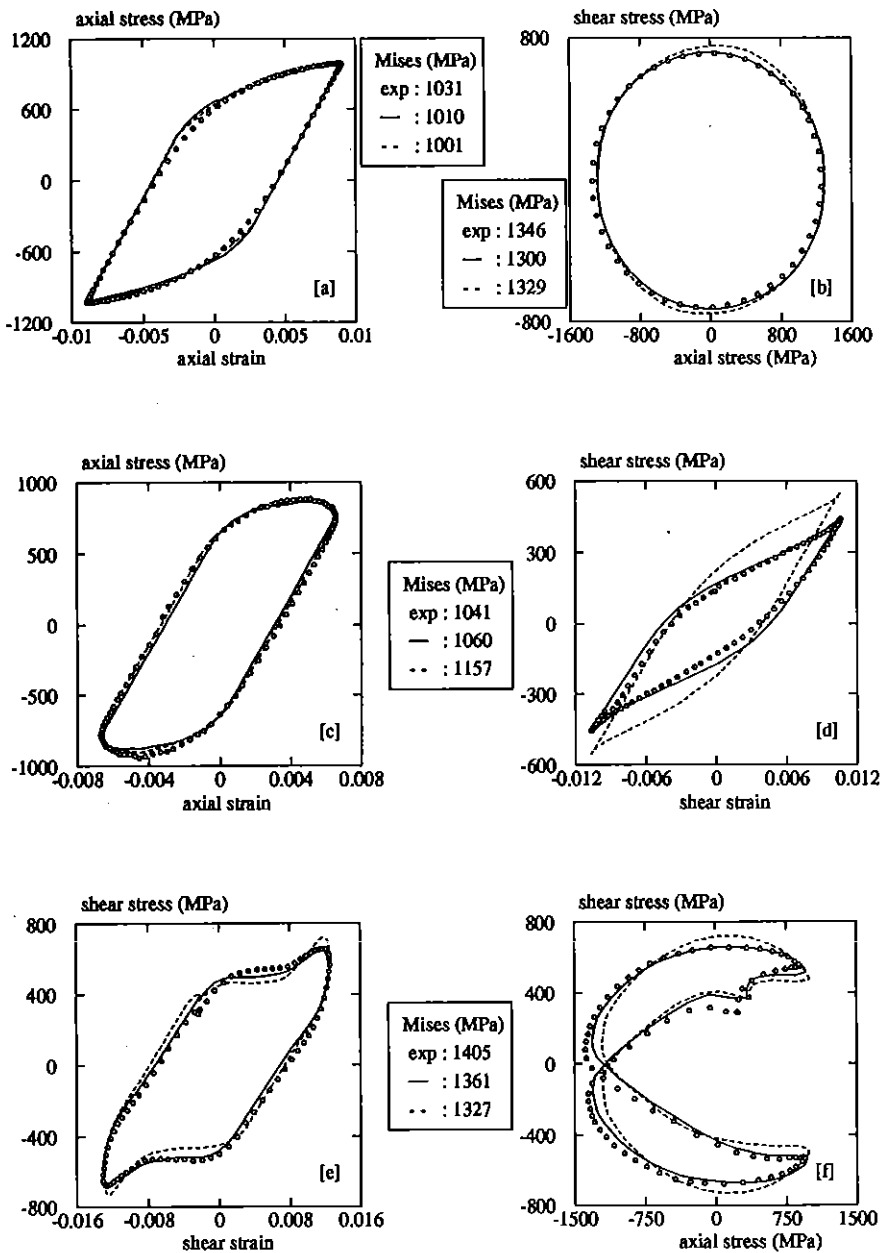 axial stress (MPa)
1200
600
0
-600
-1200
-0.01
-0.005
0
0.005
0.01
axial strain
[a]
Mises (MPa)
exp : 1031
— : 1010
--- : 1001
shear stress (MPa)
800
-800
-1600
-800
0
800
1600
axial stress (MPa)
[b]
Mises (MPa)
exp : 1346
— : 1300
--- : 1329
axial stress (MPa)
1000
500
0
-500
-1000
-0.008
-0.004
0
0.004
0.008
axial strain
[c]
Mises (MPa)
exp : 1041
— : 1060
--- : 1157
shear stress (MPa)
600
300
0
-300
-600
-0.012
-0.006
0
0.006
0.012
shear strain
[d]
shear stress (MPa)
800
400
0
-400
-800
-0.016
-0.008
0
0.008
0.016
shear strain
[e]
Mises (MPa)
exp : 1405
— : 1361
--- : 1327
shear stress (MPa)
800
400
0
-400
-800
-1500
-750
0
750
1500
axial stress (MPa)
[f]